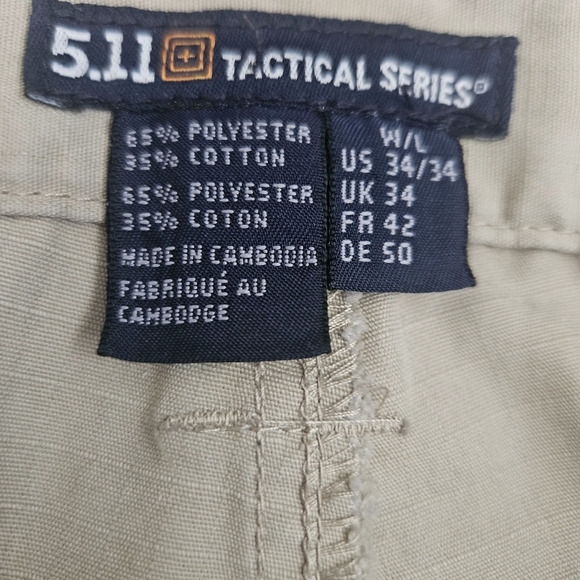 5.11 TACTICAL SERIES®
65% POLYESTER
35% COTTON
65% POLYESTER
35% COTON
MADE IN CAMBODIA
FABRIQUÉ AU
CAMBODGE
W/L
US 34/34
UK 34
FR 42
DE 50